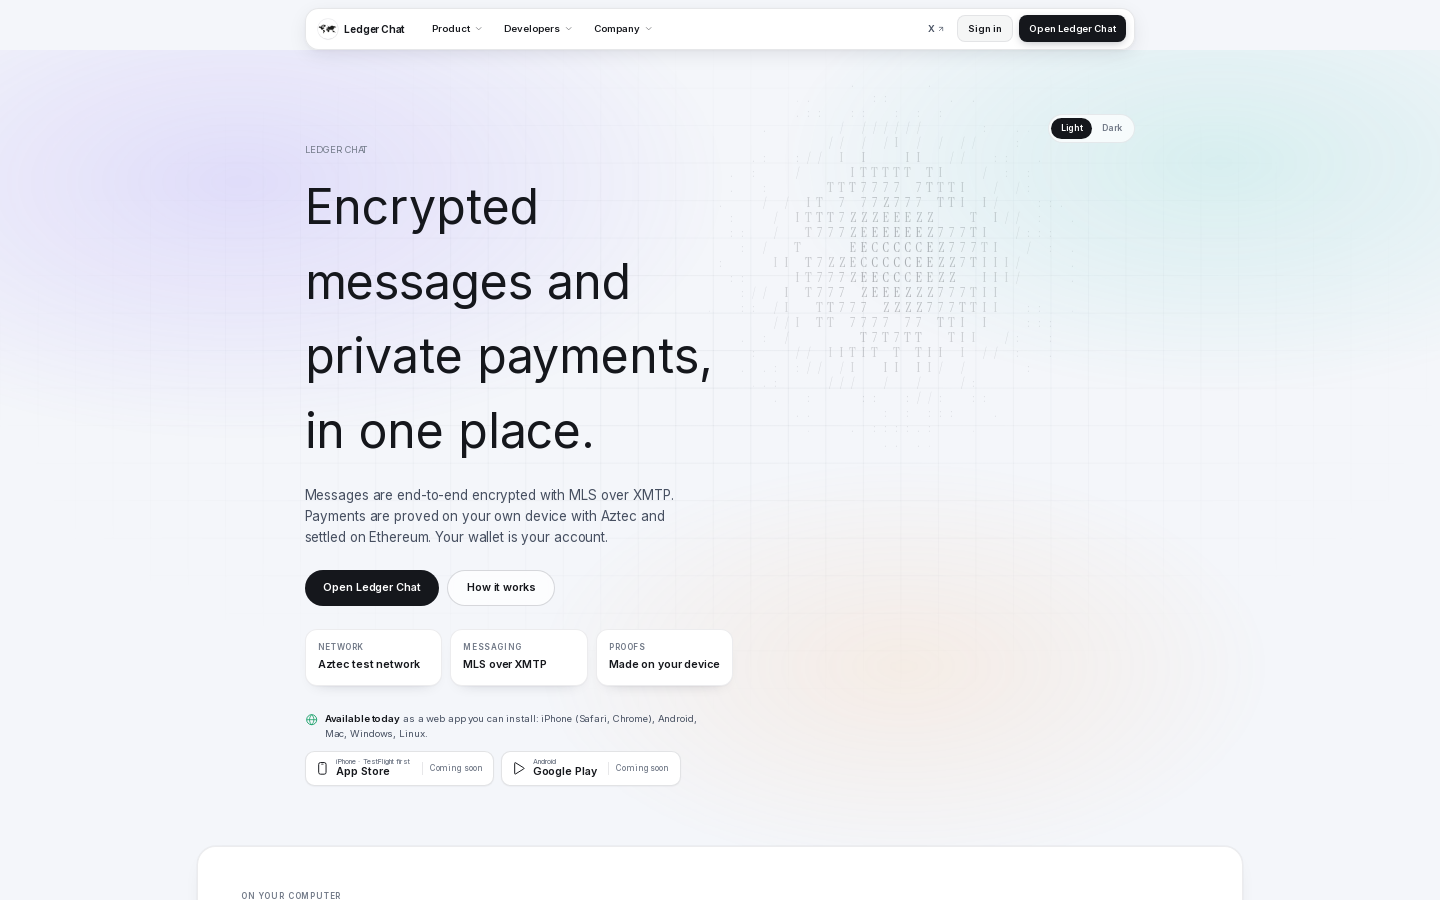 Ledger Chat
Product
Developers
Company
X
Sign in
Open Ledger Chat
Light
Dark
LEDGER CHAT
Encrypted
messages and
private payments,
in one place.
Messages are end-to-end encrypted with MLS over XMTP.
Payments are proved on your own device with Aztec and
settled on Ethereum. Your wallet is your account.
Open Ledger Chat
How it works
NETWORK
Aztec test network
MESSAGING
MLS over XMTP
PROOFS
Made on your device
Available today as a web app you can install: iPhone (Safari, Chrome), Android,
Mac, Windows, Linux.
iPhone · TestFlight first
App Store
Coming soon
Android
Google Play
Coming soon
ON YOUR COMPUTER